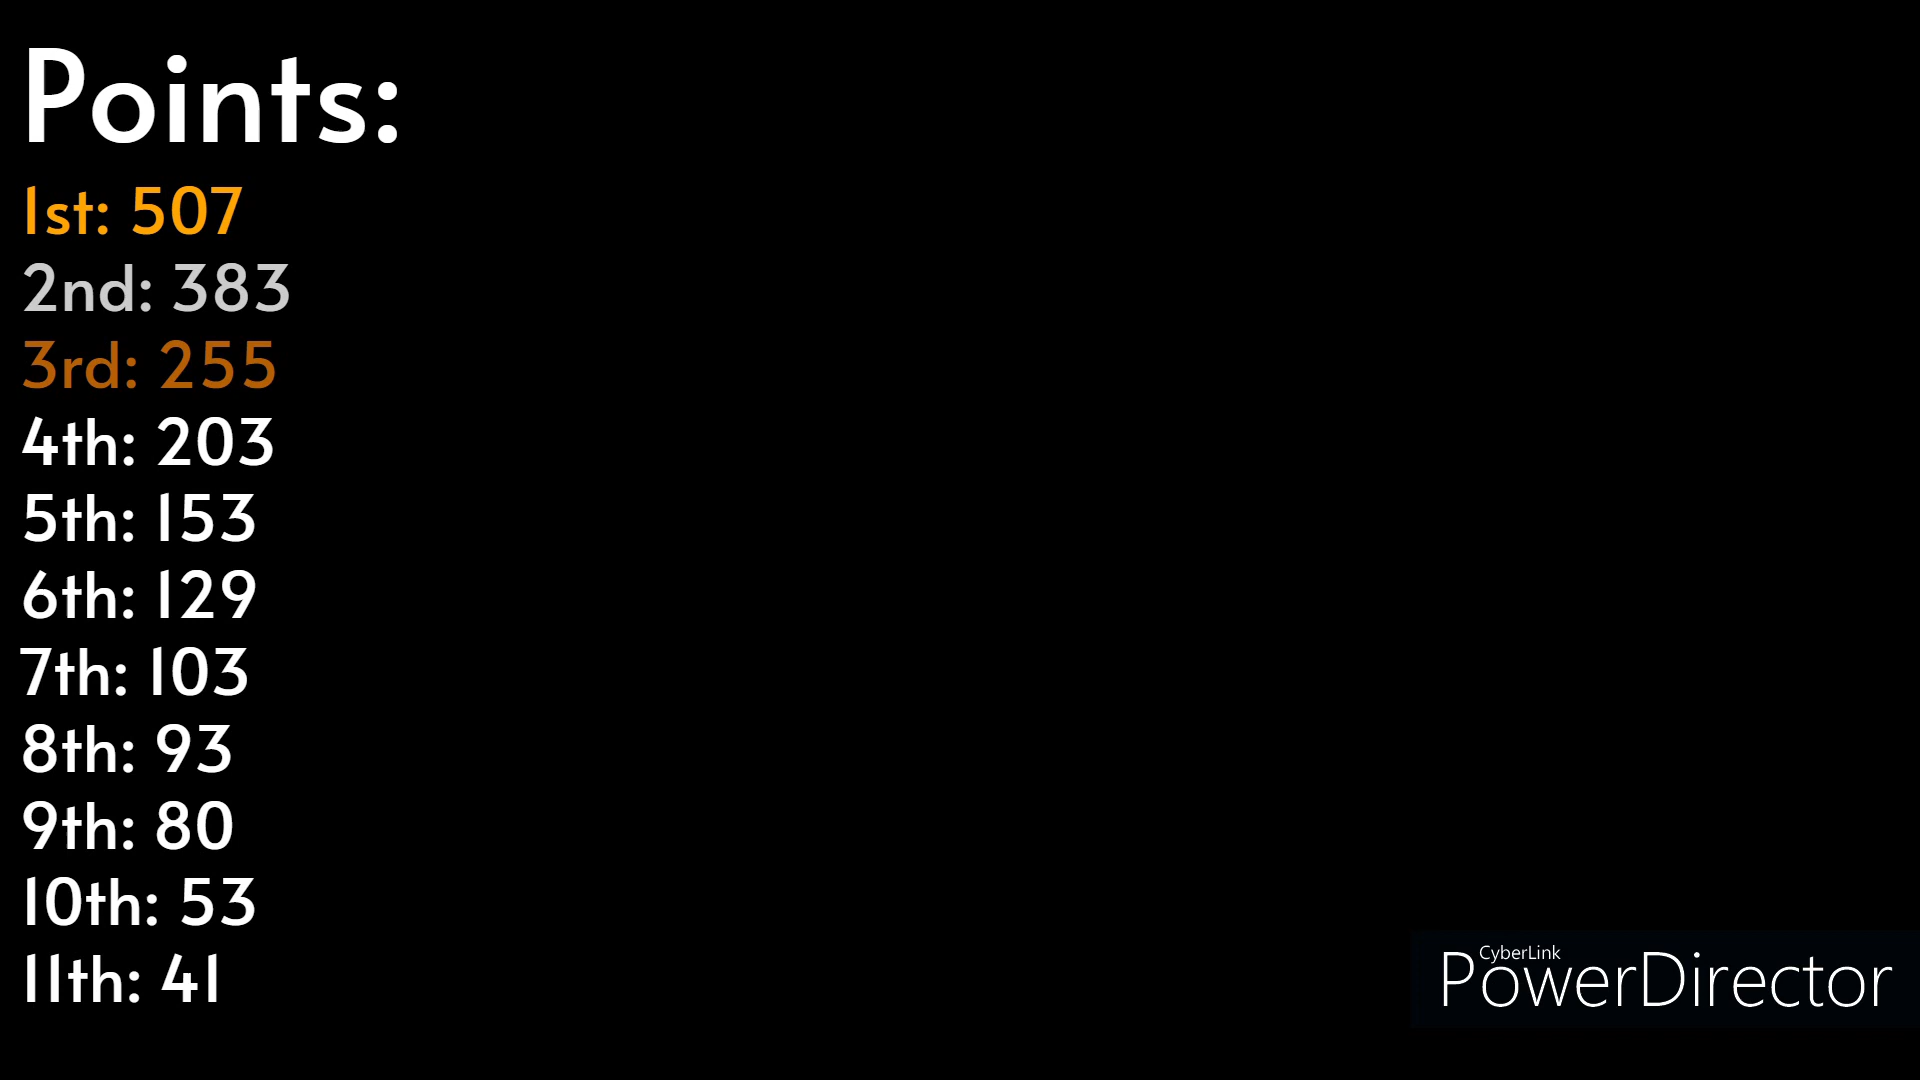 Points:
1st: 507
2nd: 383
3rd: 255
4th: 203
5th: 153
6th: 129
7th: 103
8th: 93
9th: 80
10th: 53
11th: 41
CyberLink
PowerDirector